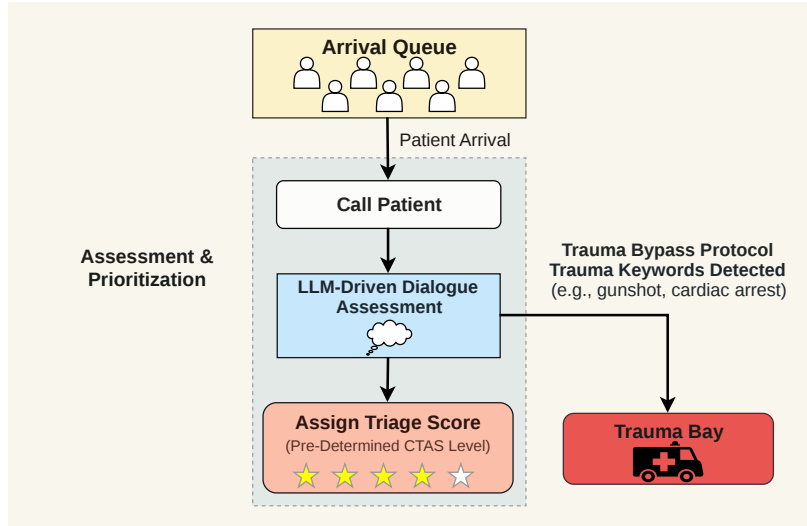 Arrival Queue
Patient Arrival
Call Patient
Assessment &
Prioritization
LLM-Driven Dialogue
Assessment
Trauma Bypass Protocol
Trauma Keywords Detected
(e.g., gunshot, cardiac arrest)
Assign Triage Score
(Pre-Determined CTAS Level)
Trauma Bay